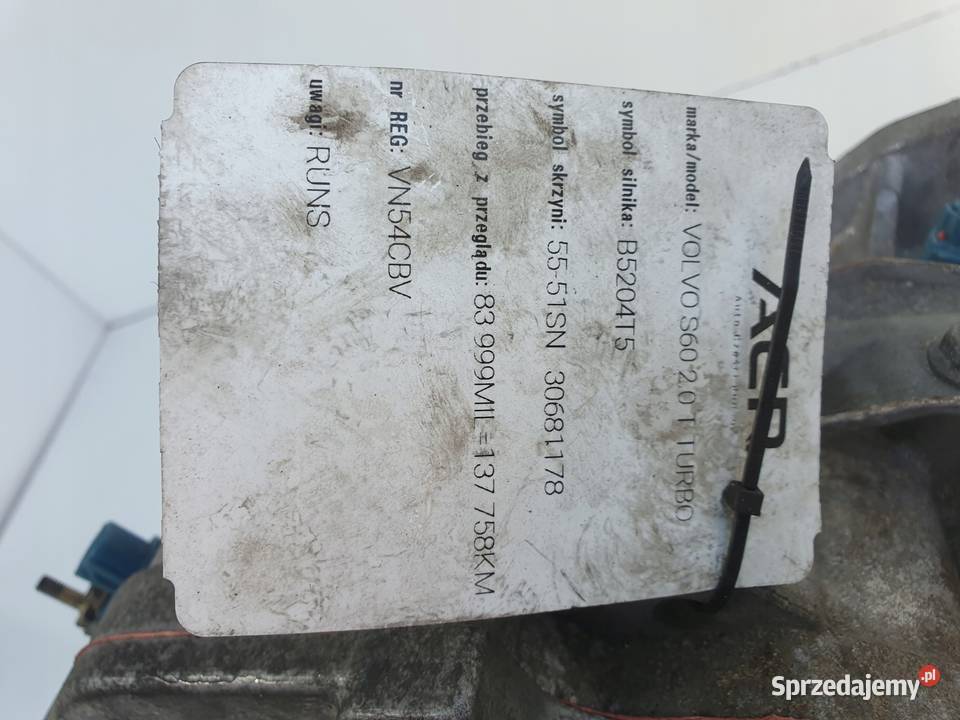 marka/model: VOLVO S60 2.0 T TURBO
symbol silnika: B5204T5
symbol skrzyni: 55-51SN 30681178
przebieg z przeglądu: 83 999MIL = 137 758KM
nr REG: VN54CBV
uwagi: RUNS
Sprzedajemy.pl